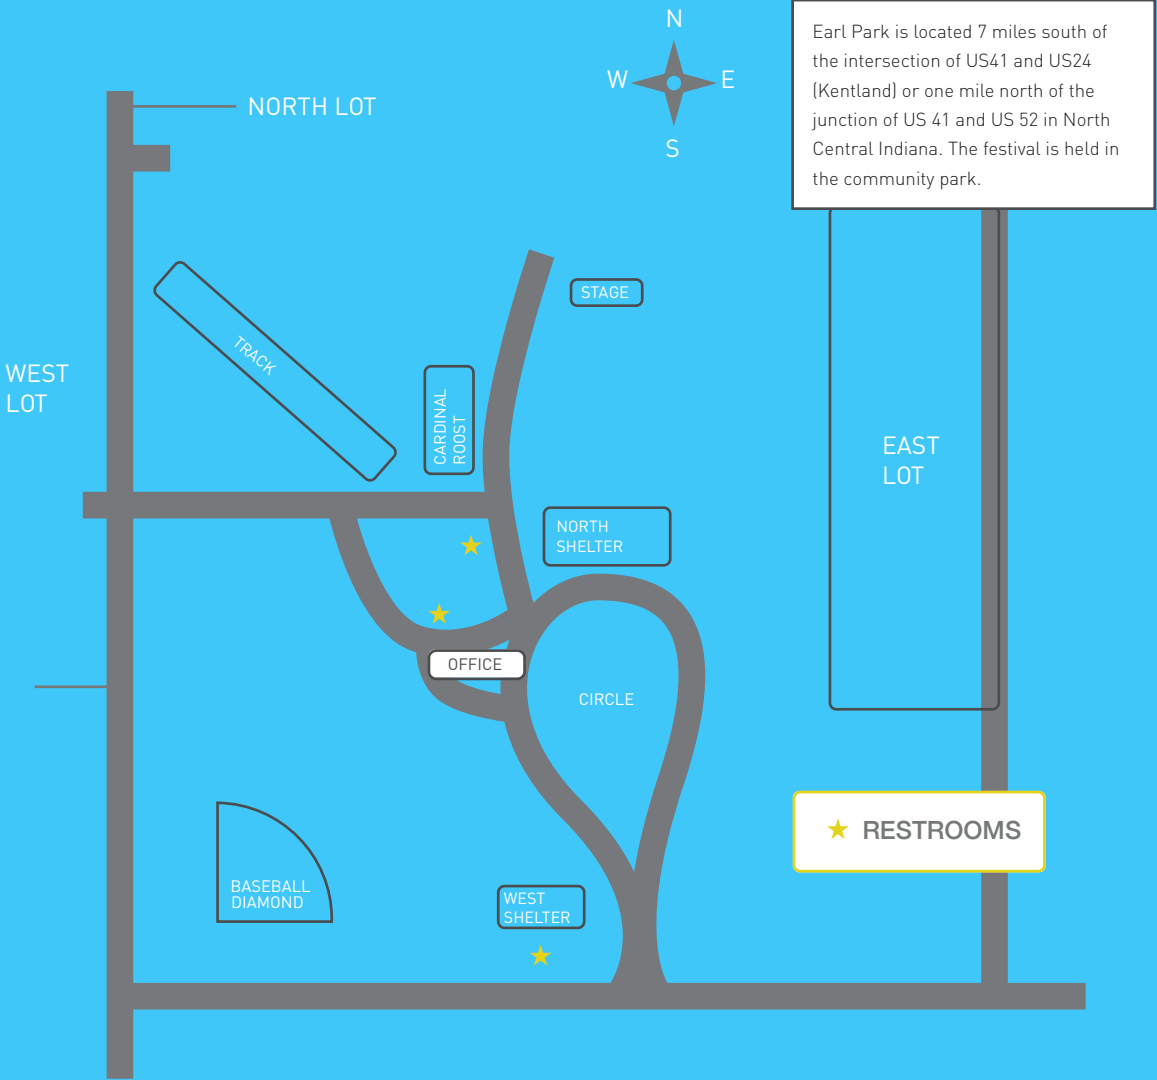 N
W
E
S
Earl Park is located 7 miles south of
the intersection of US41 and US24
(Kentland) or one mile north of the
junction of US 41 and US 52 in North
Central Indiana. The festival is held in
the community park.
NORTH LOT
STAGE
TRACK
WEST
LOT
CARDINAL
ROOST
EAST
LOT
NORTH
SHELTER
OFFICE
CIRCLE
RESTROOMS
BASEBALL
DIAMOND
WEST
SHELTER